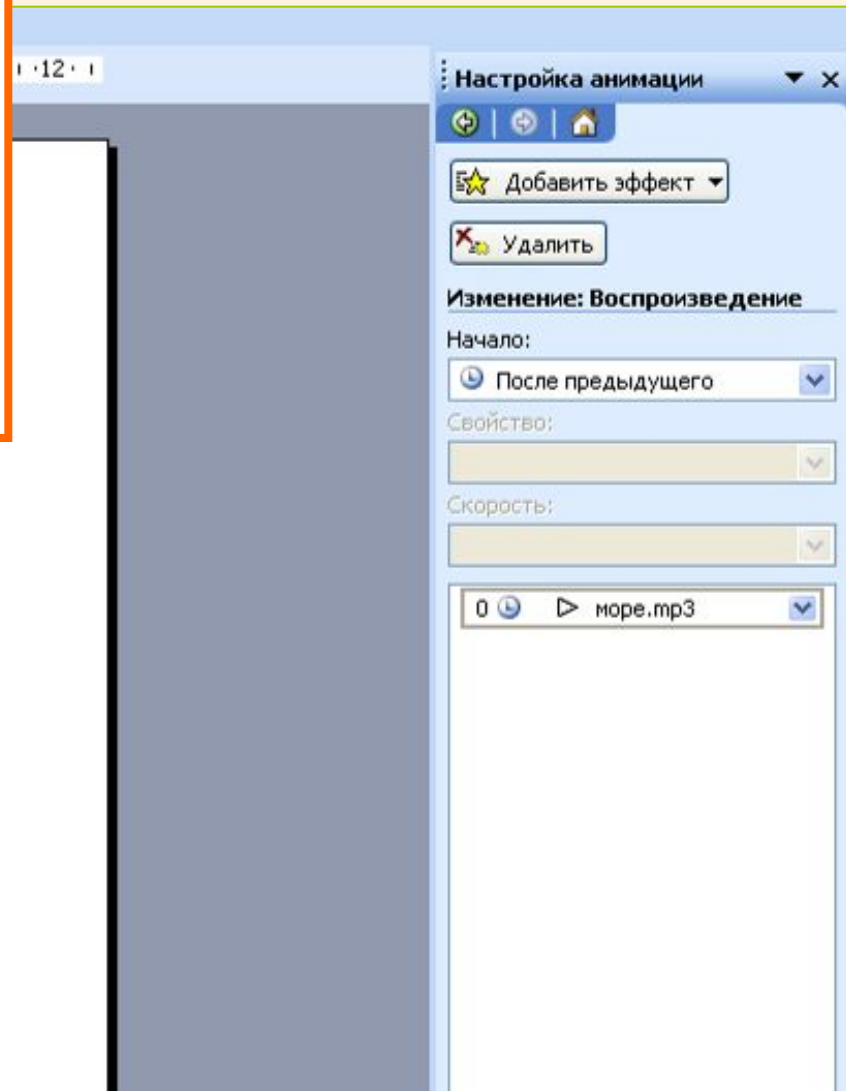 12
Настройка анимации
Добавить эффект
Удалить
Изменение: Воспроизведение
Начало:
После предыдущего
Свойство:
Скорость:
0 море.mp3